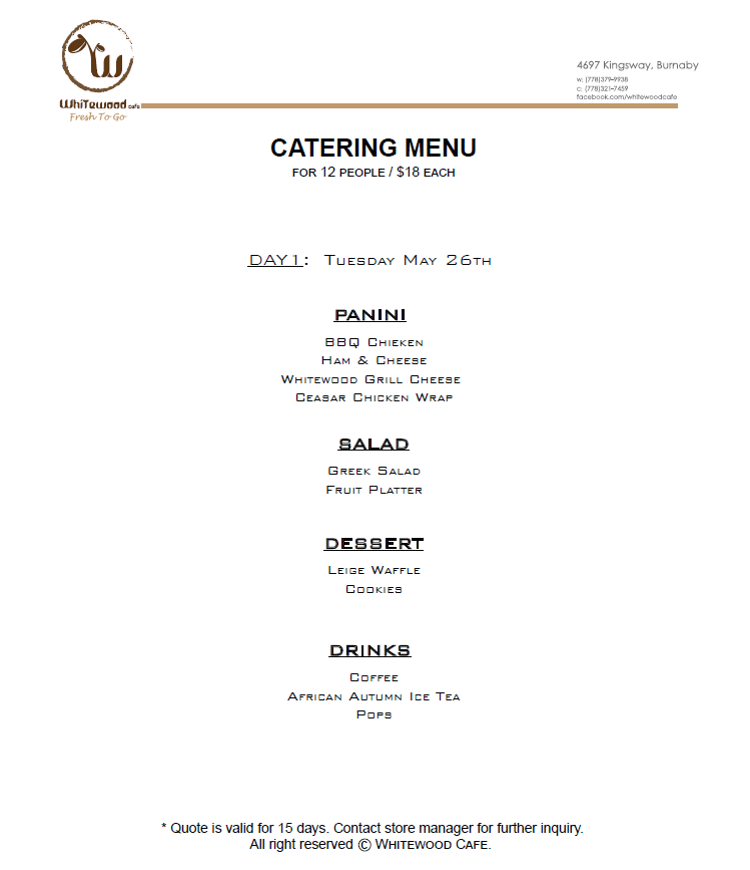 Whitewood cafe
Fresh To Go
4697 Kingsway, Burnaby
w: (778)379-9938
c: (778)321-7459
facebook.com/whitewoodcafe
CATERING MENU
FOR 12 PEOPLE / $18 EACH
DAY1: Tuesday May 26th
PANINI
BBQ Chieken
Ham & Cheese
Whitewood Grill Cheese
Ceasar Chicken Wrap
SALAD
Greek Salad
Fruit Platter
DESSERT
Leige Waffle
Cookies
DRINKS
Coffee
African Autumn Ice Tea
Pops
* Quote is valid for 15 days. Contact store manager for further inquiry.
All right reserved © Whitewood Cafe.